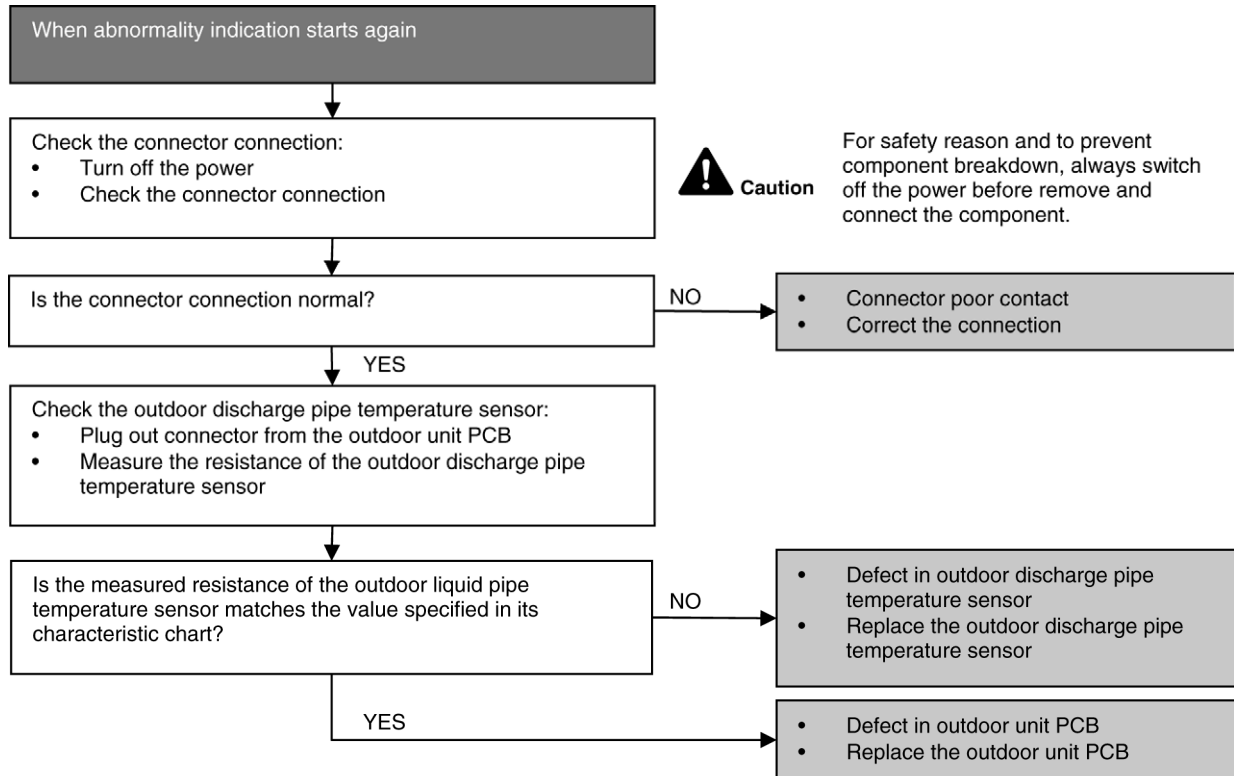 When abnormality indication starts again
Check the connector connection:
• Turn off the power
• Check the connector connection
Caution
For safety reason and to prevent
component breakdown, always switch
off the power before remove and
connect the component.
Is the connector connection normal?
NO
• Connector poor contact
• Correct the connection
YES
Check the outdoor discharge pipe temperature sensor:
• Plug out connector from the outdoor unit PCB
• Measure the resistance of the outdoor discharge pipe
temperature sensor
Is the measured resistance of the outdoor liquid pipe
temperature sensor matches the value specified in its
characteristic chart?
NO
• Defect in outdoor discharge pipe
temperature sensor
• Replace the outdoor discharge pipe
temperature sensor
YES
• Defect in outdoor unit PCB
• Replace the outdoor unit PCB